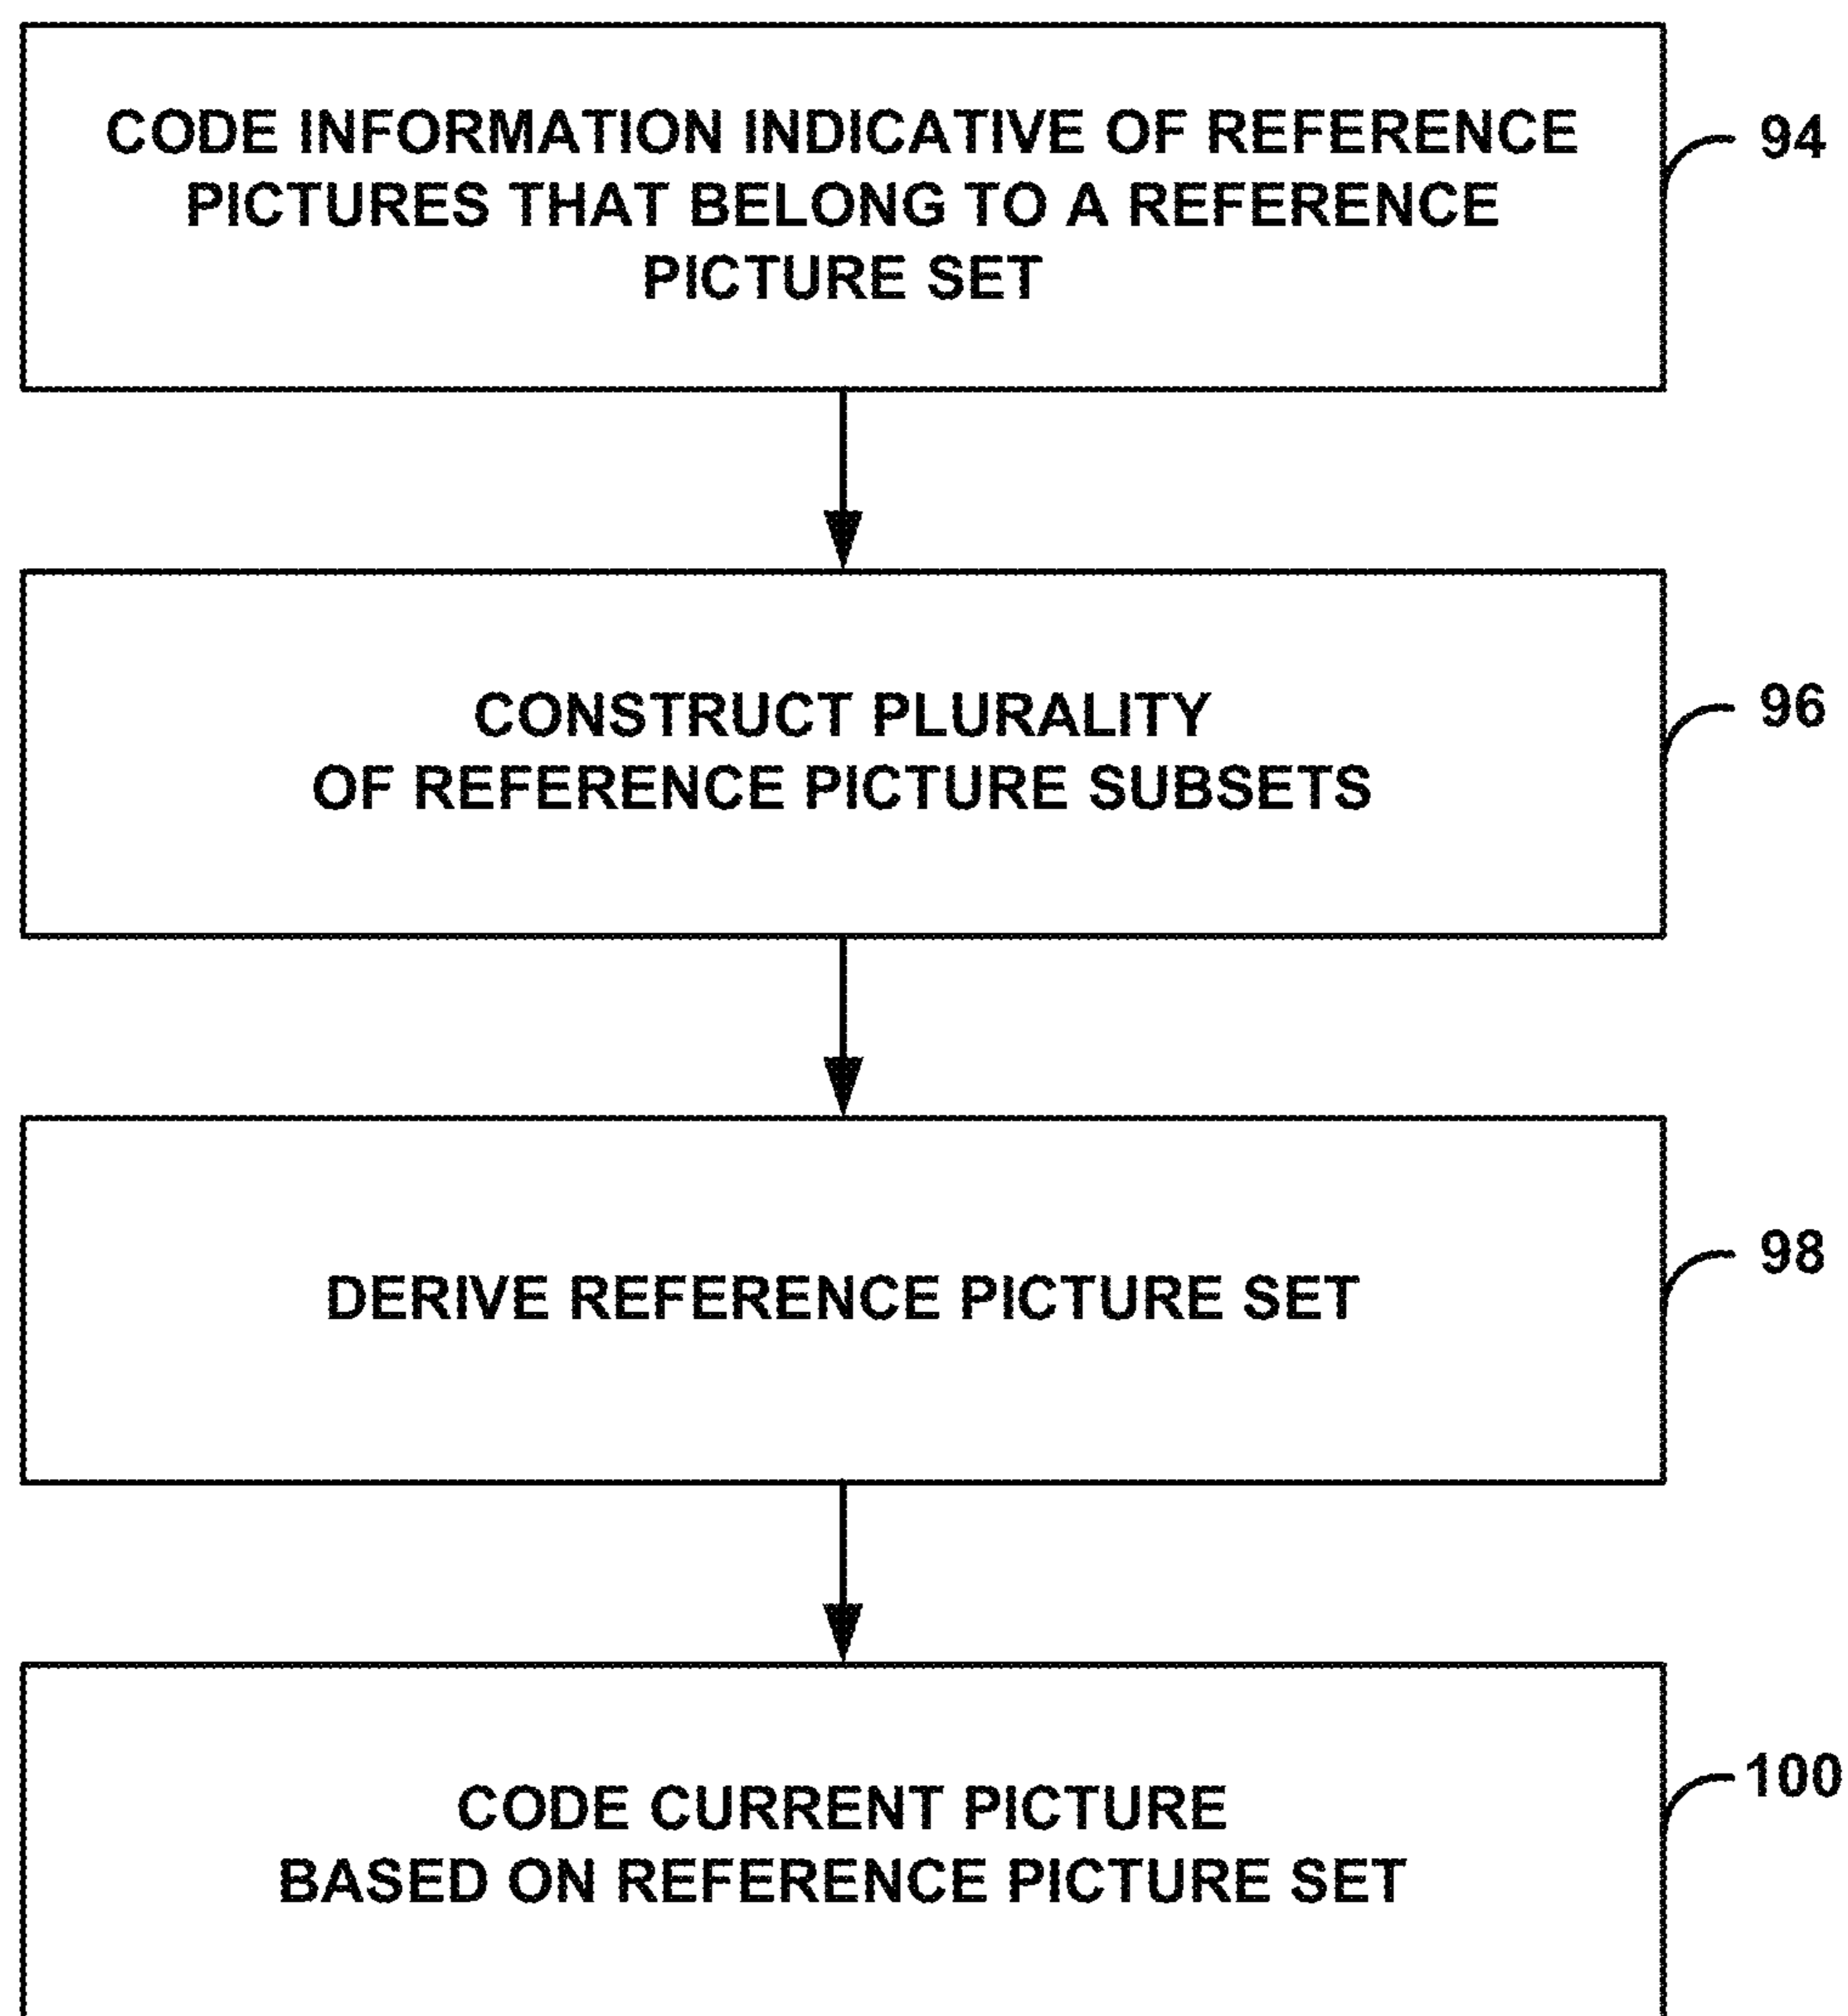 CODE INFORMATION INDICATIVE OF REFERENCE
PICTURES THAT BELONG TO A REFERENCE
PICTURE SET
94
CONSTRUCT PLURALITY
OF REFERENCE PICTURE SUBSETS
96
DERIVE REFERENCE PICTURE SET
98
CODE CURRENT PICTURE
BASED ON REFERENCE PICTURE SET
100